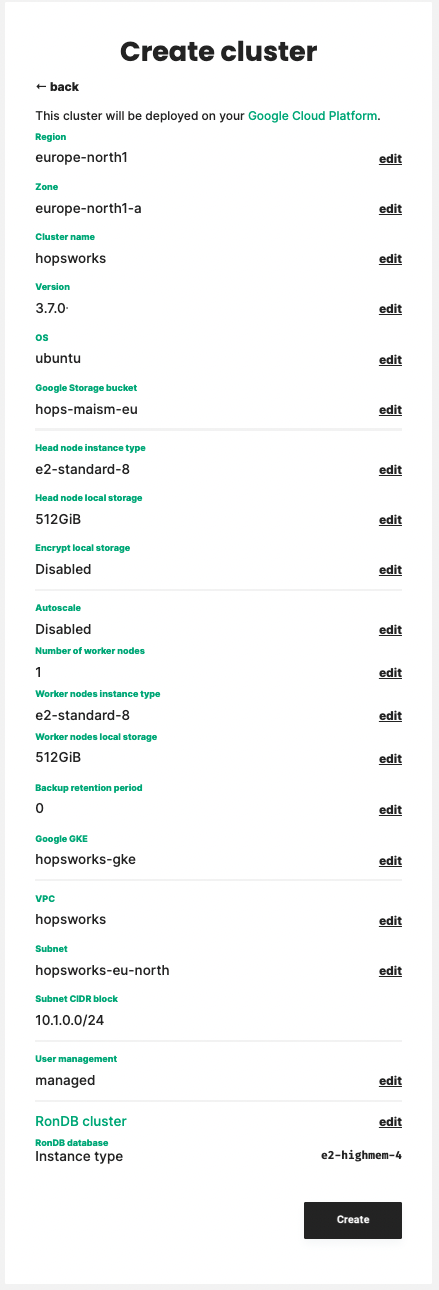 Create cluster
← back
This cluster will be deployed on your Google Cloud Platform.
Region
europe-north1 edit
Zone
europe-north1-a edit
Cluster name
hopsworks edit
Version
3.7.0 edit
OS
ubuntu edit
Google Storage bucket
hops-maism-eu edit
Head node instance type
e2-standard-8 edit
Head node local storage
512GiB edit
Encrypt local storage
Disabled edit
Autoscale
Disabled edit
Number of worker nodes
1 edit
Worker nodes instance type
e2-standard-8 edit
Worker nodes local storage
512GiB edit
Backup retention period
0 edit
Google GKE
hopsworks-gke edit
VPC
hopsworks edit
Subnet
hopsworks-eu-north edit
Subnet CIDR block
10.1.0.0/24
User management
managed edit
RonDB cluster edit
RonDB database
Instance type e2-highmem-4
Create